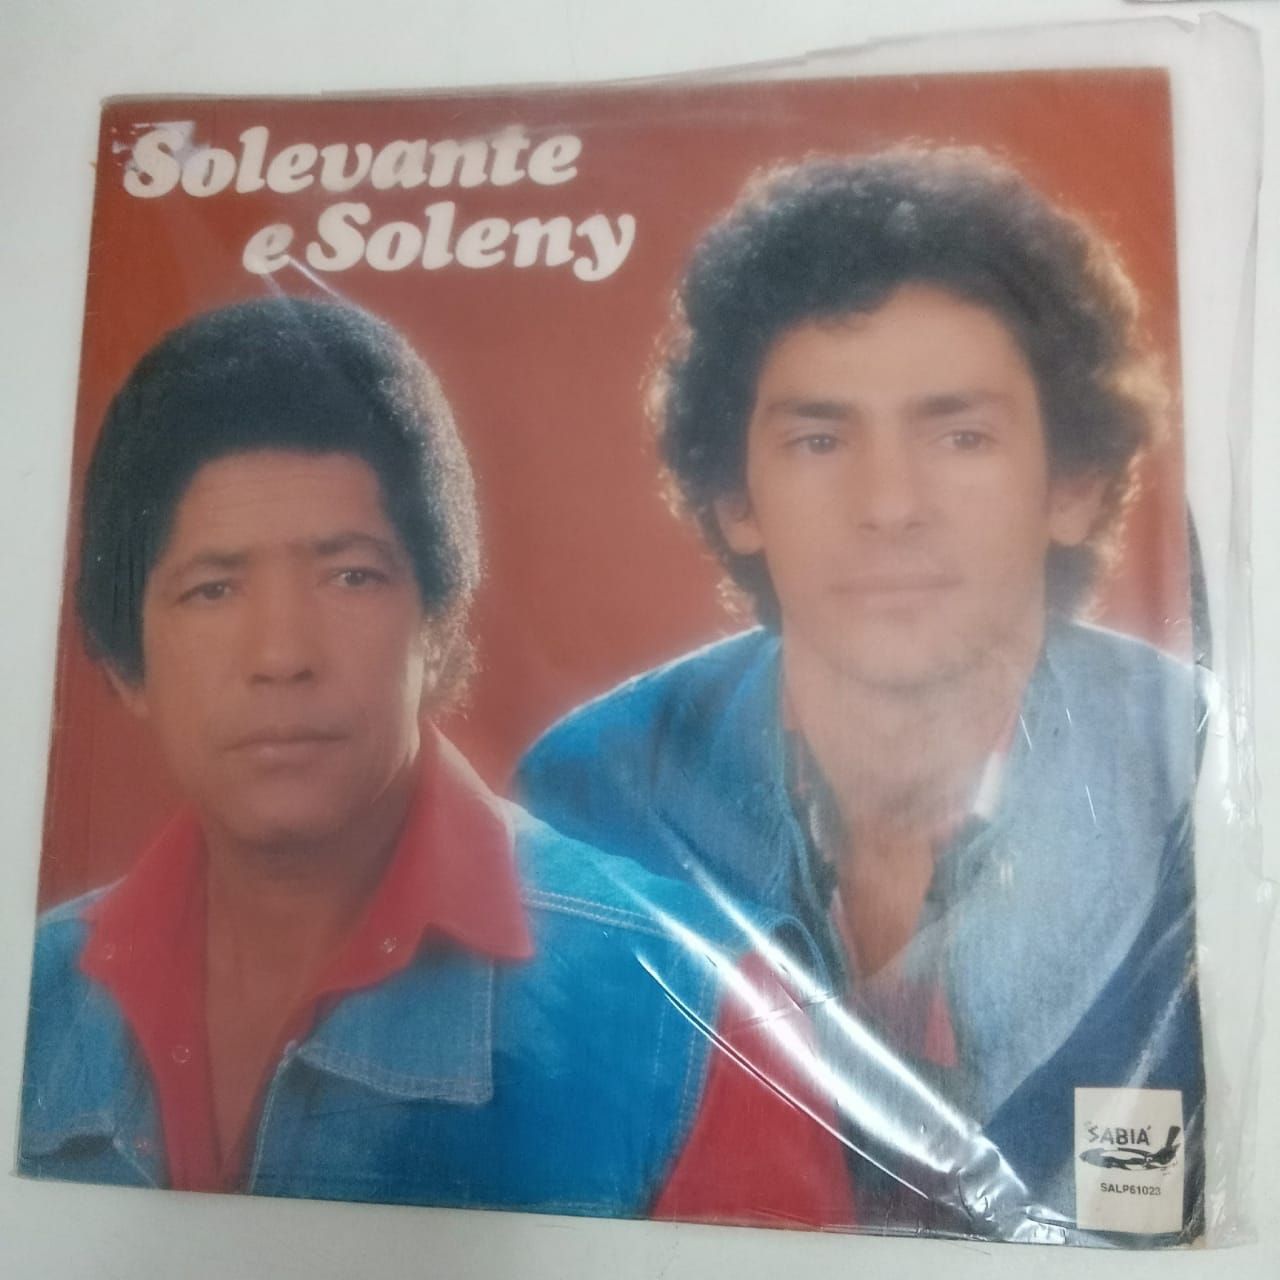 Solevante
e Soleny
SABIÁ
SALP61023